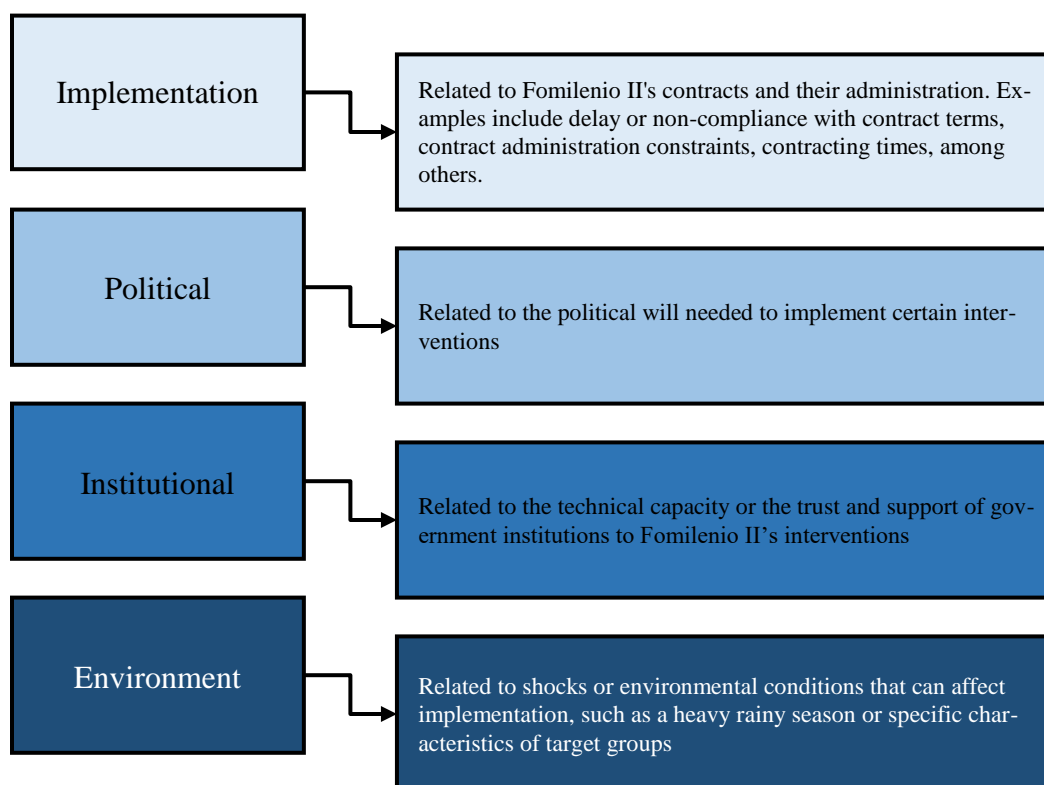 Implementation
Related to Fomilenio II's contracts and their administration. Ex-
amples include delay or non-compliance with contract terms,
contract administration constraints, contracting times, among
others.
Political
Related to the political will needed to implement certain inter-
ventions
Institutional
Related to the technical capacity or the trust and support of gov-
ernment institutions to Fomilenio II’s interventions
Environment
Related to shocks or environmental conditions that can affect
implementation, such as a heavy rainy season or specific char-
acteristics of target groups